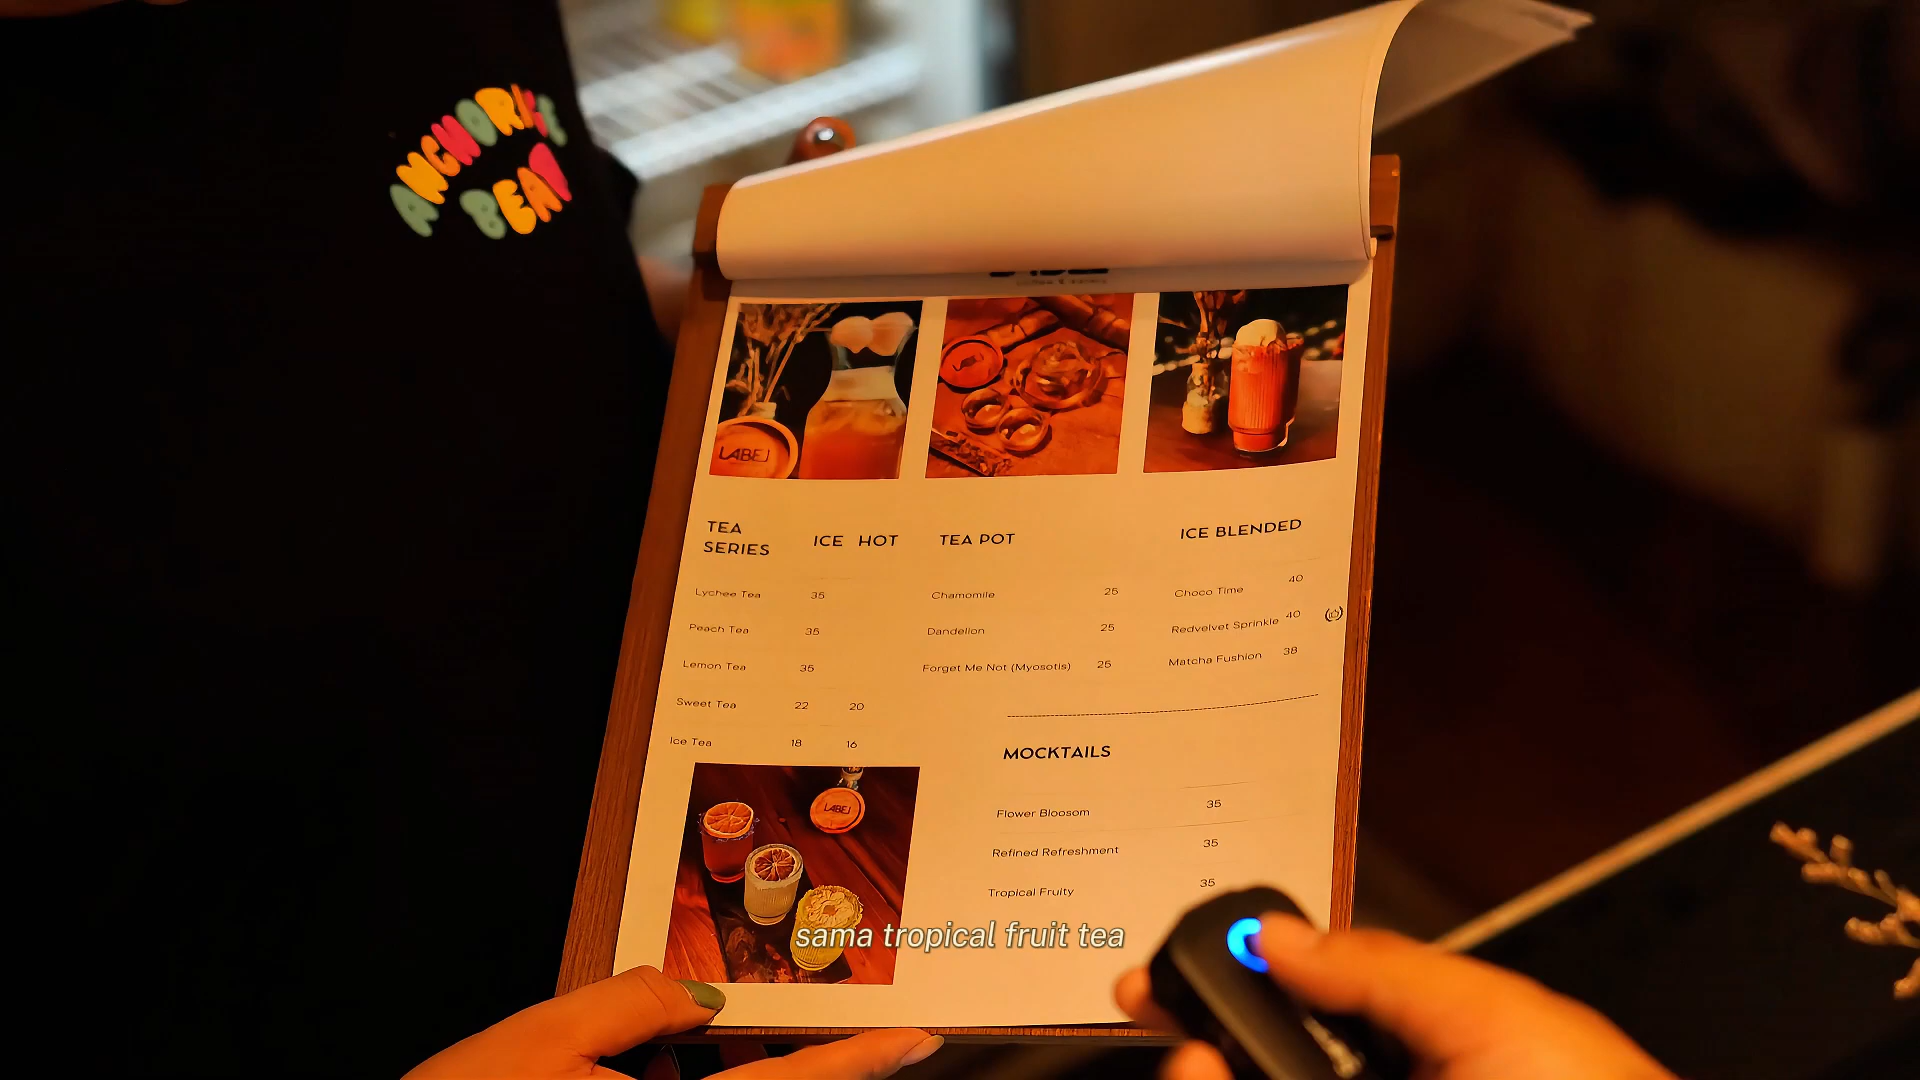 ANCHORICE
BEAT
LABEL
TEA
SERIES
ICE HOT
Lychee Tea 35
Peach Tea 35
Lemon Tea 35
Sweet Tea 22 20
Ice Tea 18 16
TEA POT
Chamomile 25
Dandelion 25
Forget Me Not (Myosotis) 25
ICE BLENDED
Choco Time 40
Redvelvet Sprinkle 40
Matcha Fushion 38
MOCKTAILS
Flower Bloosom 35
Refined Refreshment 35
Tropical Fruity 35
LABEL
sama tropical fruit tea